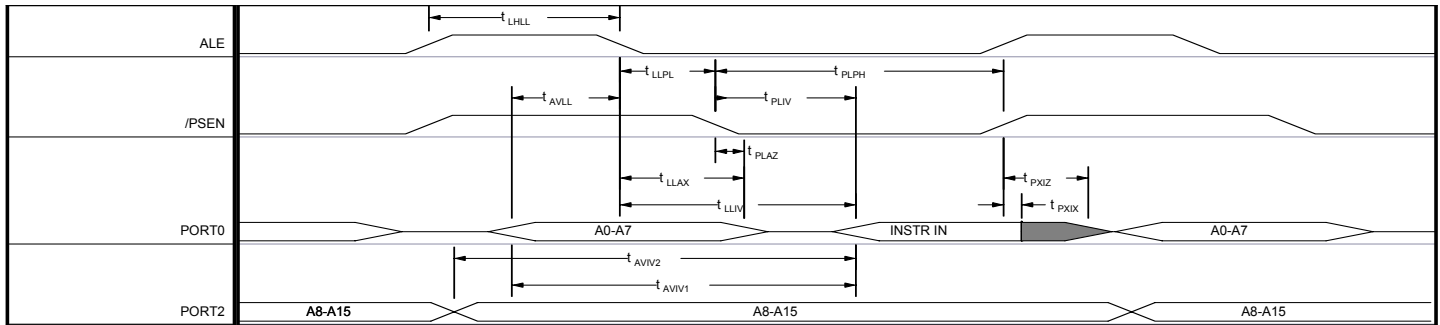 t LHLL
ALE
t LLPL t PLPH
t AVLL t PLIV
/PSEN
t PLAZ
t LLAX t PXIZ
t LLIV t PXIX
PORT0 A0-A7 INSTR IN A0-A7
t AVIV2
t AVIV1
PORT2 A8-A15 A8-A15 A8-A15